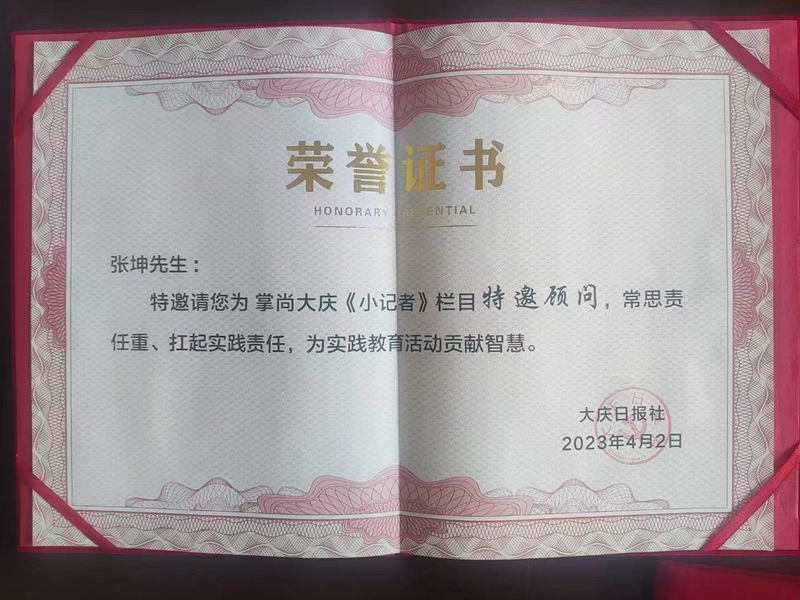 荣誉证书
HONORARY CREDENTIAL
张坤先生：
特邀请您为 掌尚大庆《小记者》栏目特邀顾问，常思责
任重、扛起实践责任，为实践教育活动贡献智慧。
大庆日报社
2023年4月2日